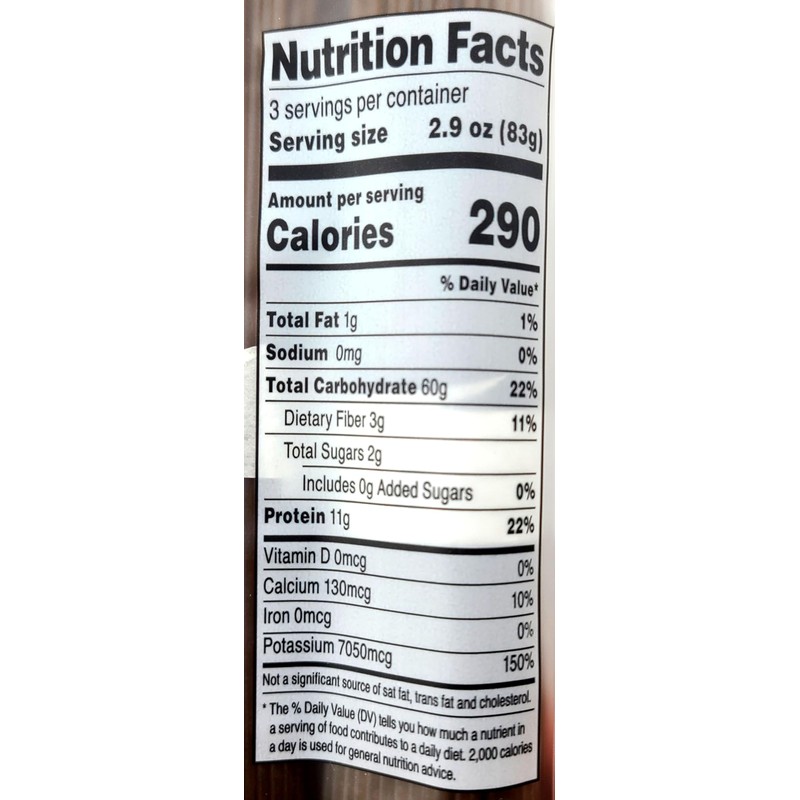 Nutrition Facts
3 servings per container
Serving size 2.9 oz (83g)
Amount per serving
Calories 290
% Daily Value*
Total Fat 1g 1%
Sodium 0mg 0%
Total Carbohydrate 60g 22%
Dietary Fiber 3g 11%
Total Sugars 2g
Includes 0g Added Sugars 0%
Protein 11g 22%
Vitamin D 0mcg 0%
Calcium 130mcg 10%
Iron 0mcg 0%
Potassium 7050mcg 150%
Not a significant source of sat fat, trans fat and cholesterol.
* The % Daily Value (DV) tells you how much a nutrient in
a serving of food contributes to a daily diet. 2,000 calories
a day is used for general nutrition advice.